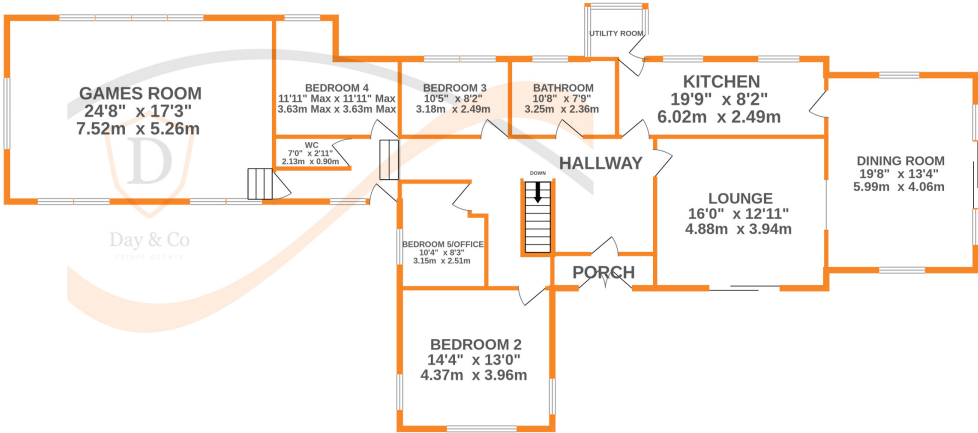 UTILITY ROOM
GAMES ROOM
24'8" x 17'3"
7.52m x 5.26m
BEDROOM 4
11'11" Max x 11'11" Max
3.63m Max x 3.63m Max
BEDROOM 3
10'5" x 8'2"
3.18m x 2.49m
BATHROOM
10'8" x 7'9"
3.25m x 2.36m
KITCHEN
19'9" x 8'2"
6.02m x 2.49m
WC
7'0" x 2'11"
2.13m x 0.90m
HALLWAY
DOWN
DINING ROOM
19'8" x 13'4"
5.99m x 4.06m
LOUNGE
16'0" x 12'11"
4.88m x 3.94m
D
Day & Co
ESTATE AGENTS
BEDROOM 5/OFFICE
10'4" x 8'3"
3.15m x 2.51m
PORCH
BEDROOM 2
14'4" x 13'0"
4.37m x 3.96m